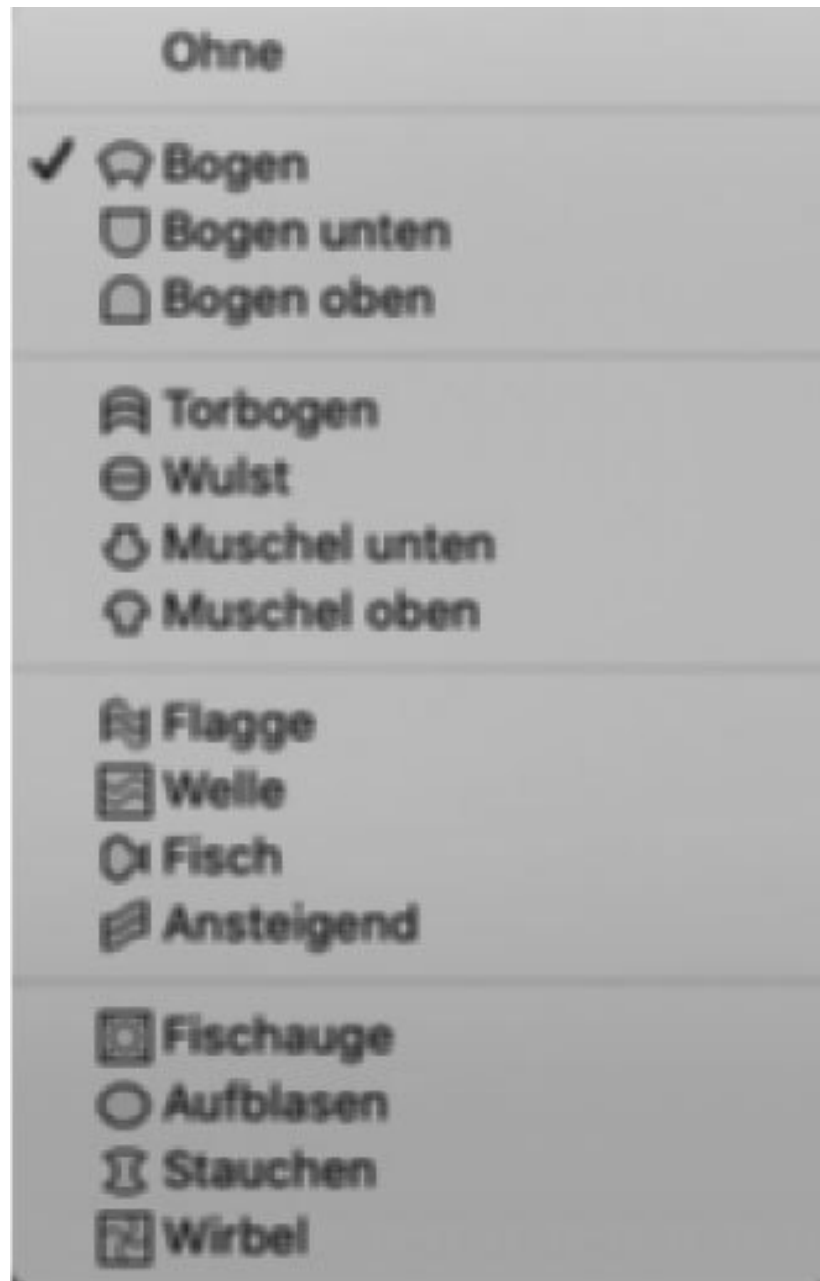 Ohne
Bogen
Bogen unten
Bogen oben
Torbogen
Wulst
Muschel unten
Muschel oben
Flagge
Welle
Fisch
Ansteigend
Fischauge
Aufblasen
Stauchen
Wirbel